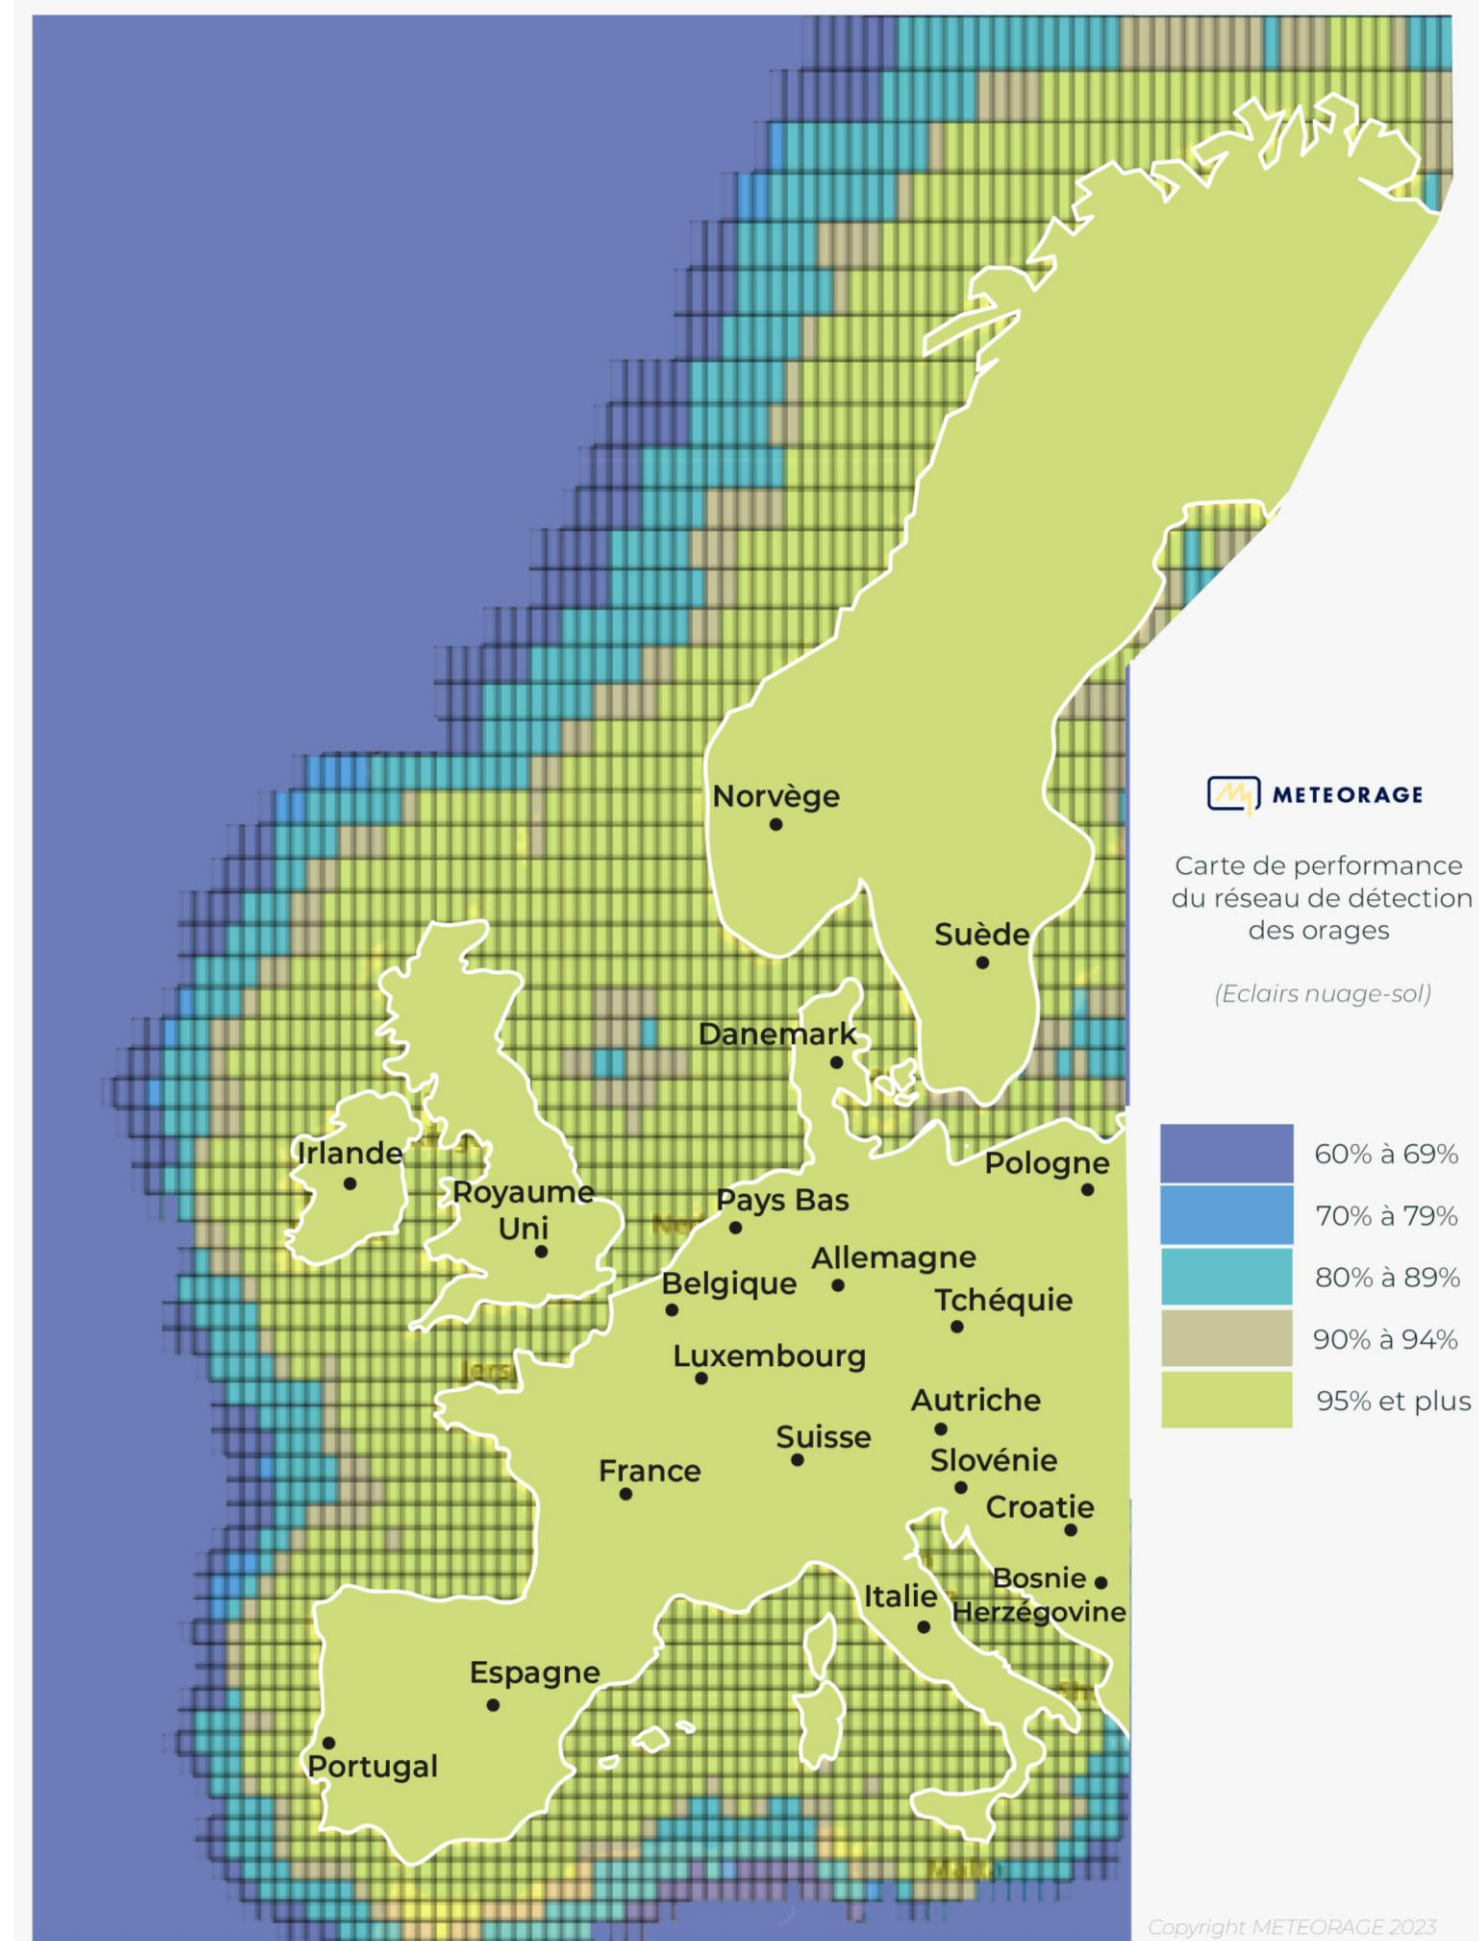 Norvège
Suède
Danemark
Irlande
Royaume
Uni
Pays Bas
Pologne
Allemagne
Belgique
Tchéquie
Luxembourg
Autriche
Suisse
Slovénie
France
Croatie
Bosnie
Herzégovine
Italie
Espagne
Portugal
METEORAGE
Carte de performance
du réseau de détection
des orages
(Eclairs nuage-sol)
60% à 69%
70% à 79%
80% à 89%
90% à 94%
95% et plus
Copyright METEORAGE 2023